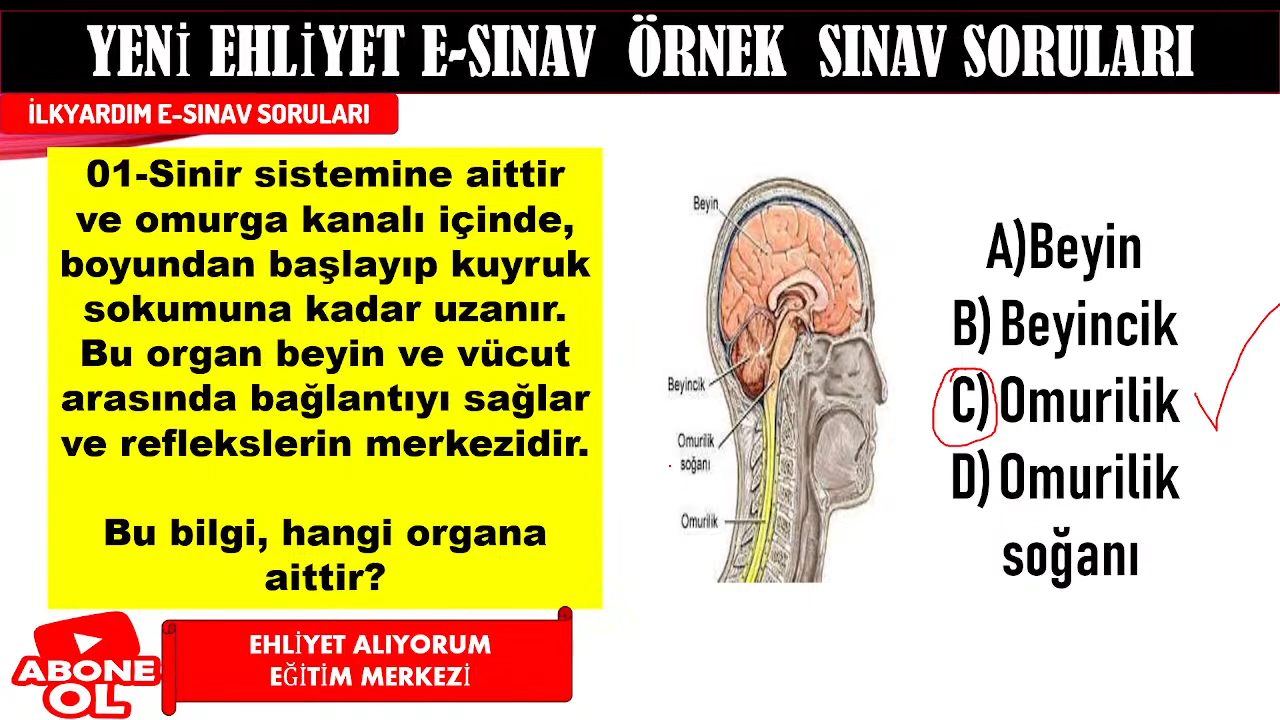 YENİ EHLİYET E-SINAV ÖRNEK SINAV SORULARI
İLKYARDIM E-SINAV SORULARI
01-Sinir sistemine aittir
ve omurga kanalı içinde,
boyundan başlayıp kuyruk
sokumuna kadar uzanır.
Bu organ beyin ve vücut
arasında bağlantıyı sağlar
ve reflekslerin merkezidir.
Bu bilgi, hangi organa
aittir?
Beyin
Beyincik
Omurilik
soğanı
Omurilik
A)Beyin
B)Beyincik
C)Omurilik
D)Omurilik
soğanı
ABONE
OL
EHLİYET ALIYORUM
EĞİTİM MERKEZİ